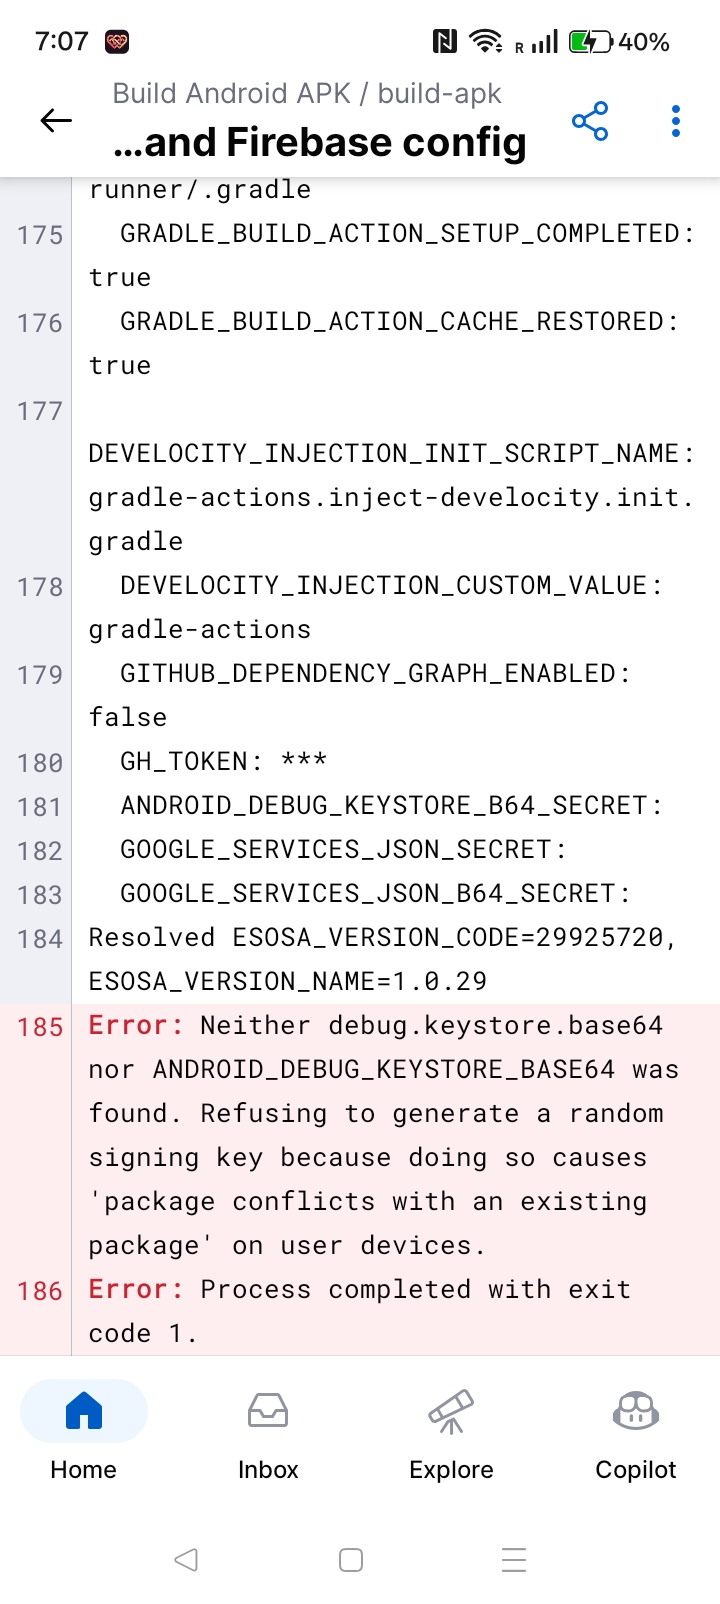 7:07
R
40%
Build Android APK / build-apk
...and Firebase config
runner/.gradle
175 GRADLE_BUILD_ACTION_SETUP_COMPLETED:
true
176 GRADLE_BUILD_ACTION_CACHE_RESTORED:
true
177
DEVELOCITY_INJECTION_INIT_SCRIPT_NAME:
gradle-actions.inject-develocity.init.
gradle
178 DEVELOCITY_INJECTION_CUSTOM_VALUE:
gradle-actions
179 GITHUB_DEPENDENCY_GRAPH_ENABLED:
false
180 GH_TOKEN: ***
181 ANDROID_DEBUG_KEYSTORE_B64_SECRET:
182 GOOGLE_SERVICES_JSON_SECRET:
183 GOOGLE_SERVICES_JSON_B64_SECRET:
184 Resolved ESOSA_VERSION_CODE=29925720,
ESOSA_VERSION_NAME=1.0.29
185 Error: Neither debug.keystore.base64
nor ANDROID_DEBUG_KEYSTORE_BASE64 was
found. Refusing to generate a random
signing key because doing so causes
'package conflicts with an existing
package' on user devices.
186 Error: Process completed with exit
code 1.
Home Inbox Explore Copilot